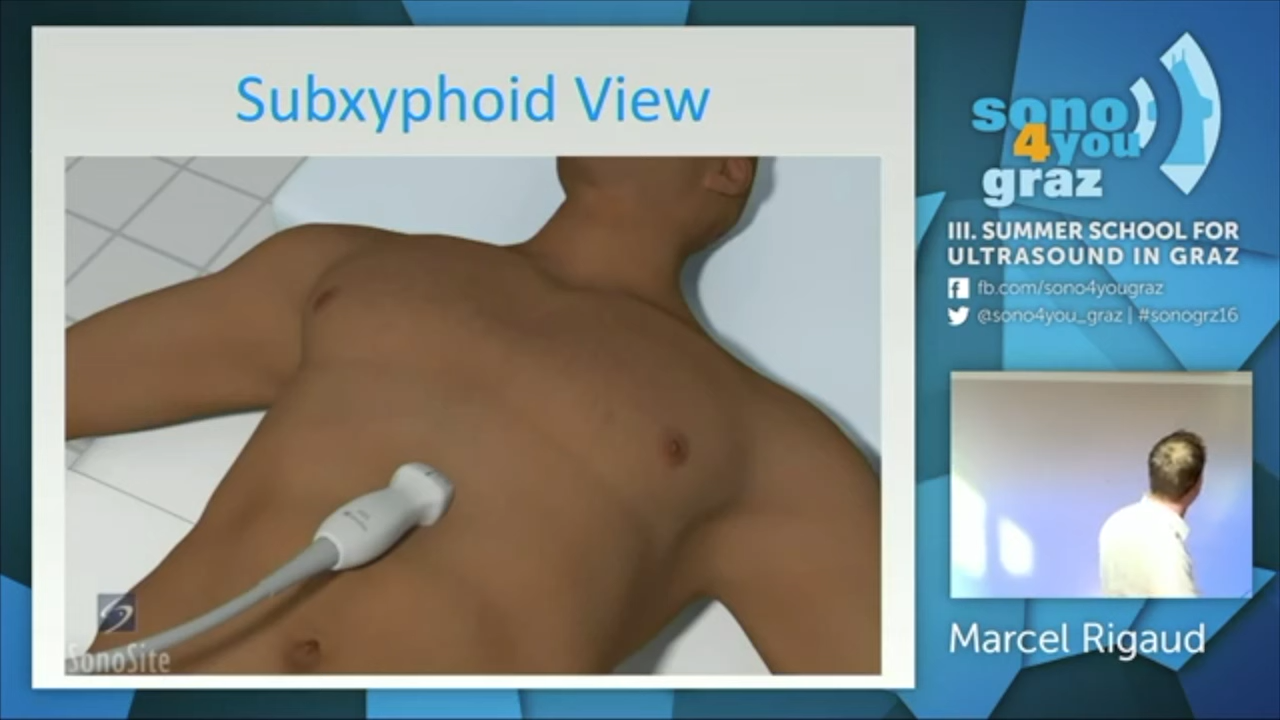 Subxyphoid View
SonoSite
sono
4you
graz
III. SUMMER SCHOOL FOR
ULTRASOUND IN GRAZ
fb.com/sono4yougraz
@sono4you_graz | #sonogrz16
Marcel Rigaud